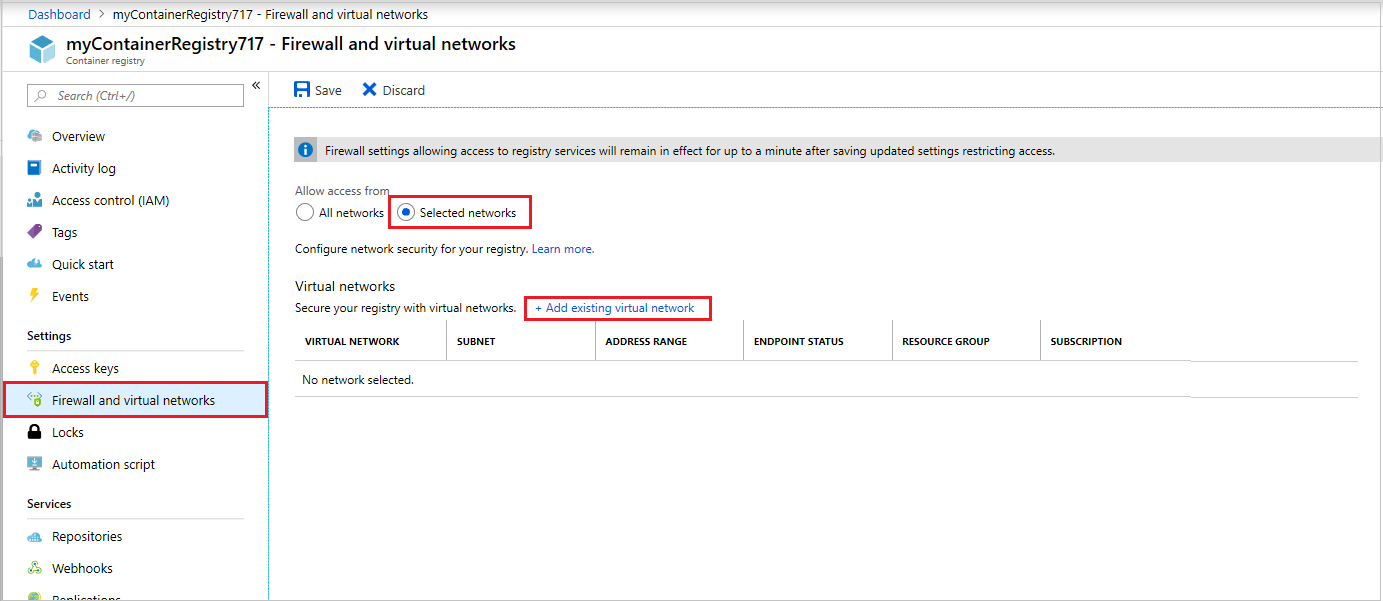 Dashboard > myContainerRegistry717 - Firewall and virtual networks
myContainerRegistry717 - Firewall and virtual networks
Container registry
Search (Ctrl+/)
«
Overview
Activity log
Access control (IAM)
Tags
Quick start
Events
Settings
Access keys
Firewall and virtual networks
Locks
Automation script
Services
Repositories
Webhooks
Replications
Save Discard
Firewall settings allowing access to registry services will remain in effect for up to a minute after saving updated settings restricting access.
Allow access from
All networks Selected networks
Configure network security for your registry. Learn more.
Virtual networks
Secure your registry with virtual networks. + Add existing virtual network
VIRTUAL NETWORK SUBNET ADDRESS RANGE ENDPOINT STATUS RESOURCE GROUP SUBSCRIPTION
No network selected.